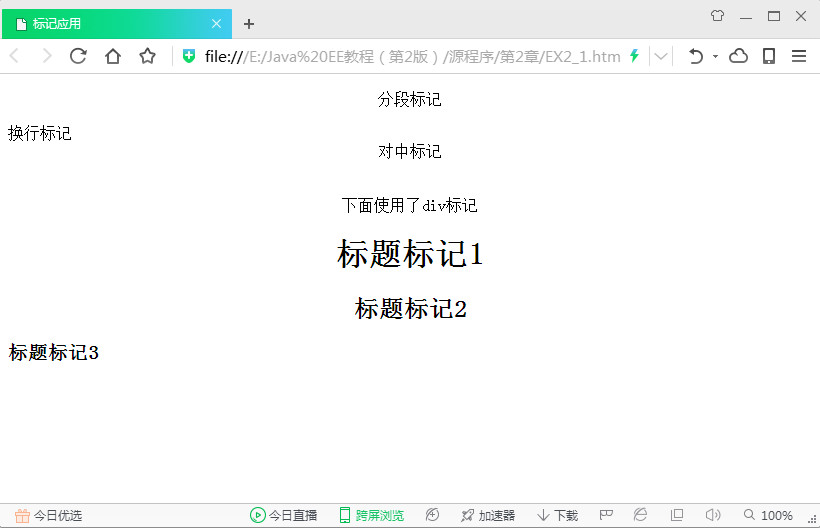 标记应用
file://​/E:/Java%20EE教程（第2版）/源程序/第2章/EX2_1.htm
分段标记
换行标记
对中标记
下面使用了div标记
标题标记1
标题标记2
标题标记3
今日优选 今日直播 跨屏浏览 加速器 下载 100%